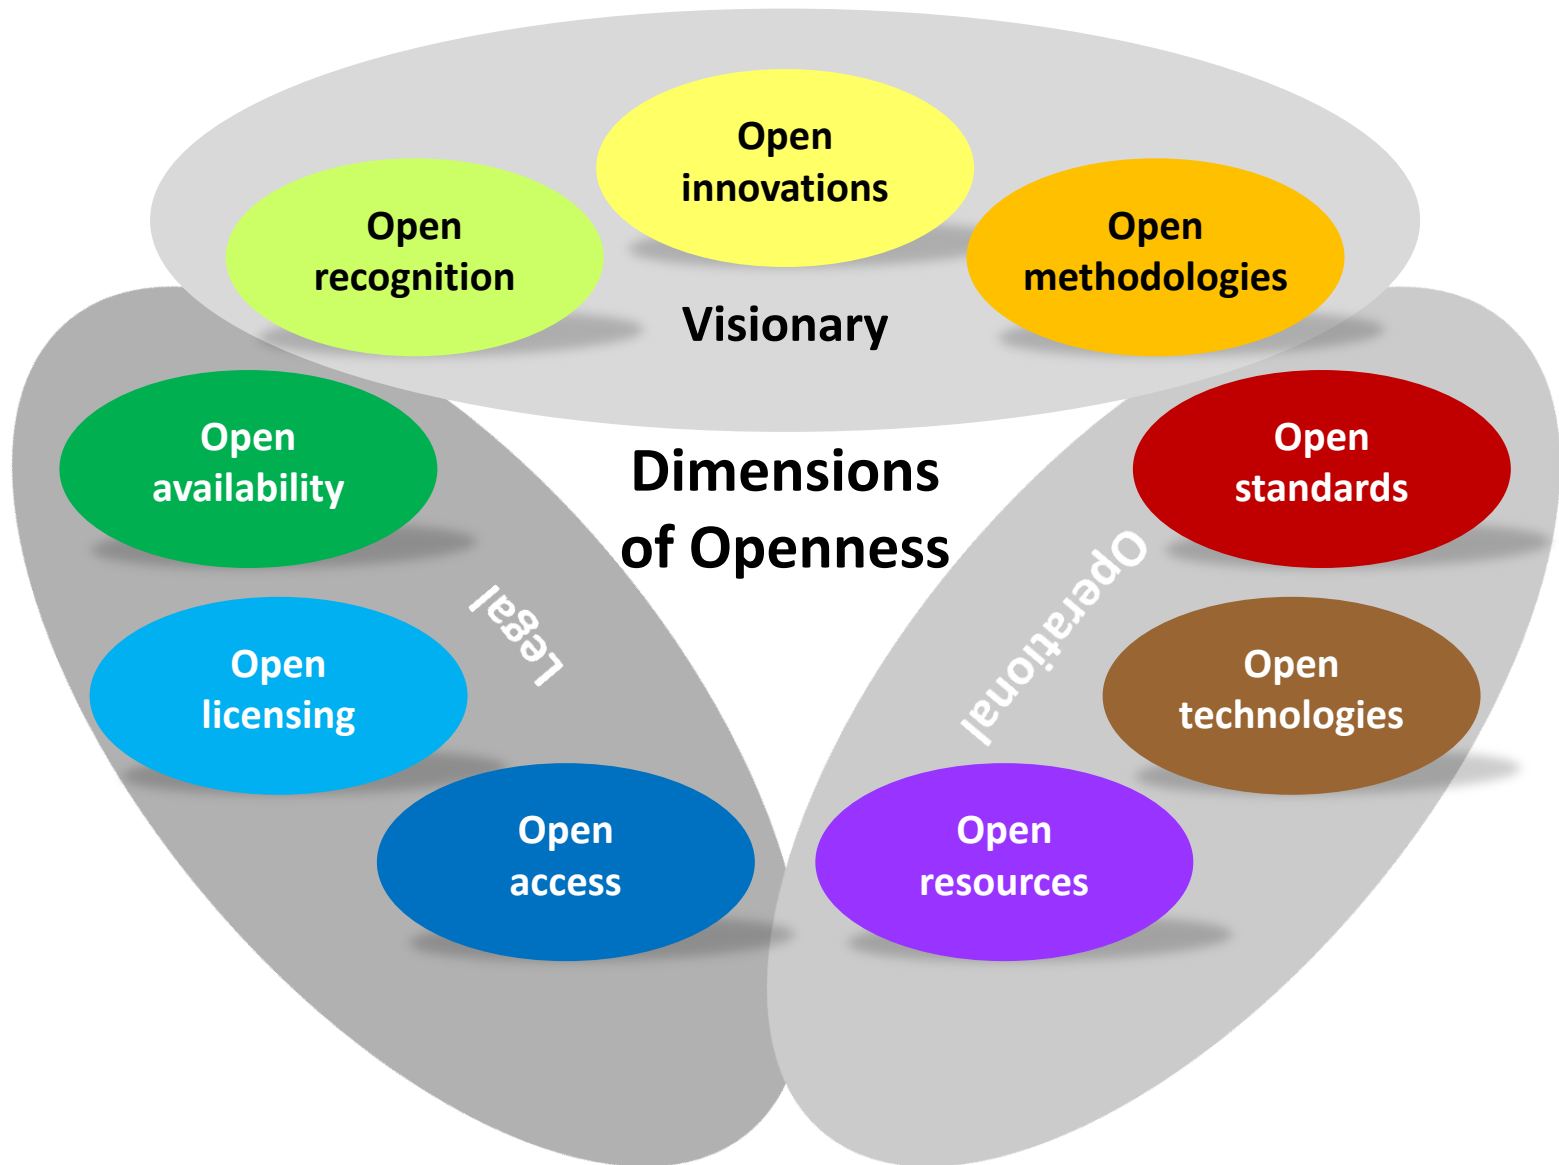 Open
innovations
Open
recognition
Open
methodologies
Visionary
Open
availability
Dimensions
of Openness
Open
standards
Legal
Operational
Open
licensing
Open
technologies
Open
access
Open
resources